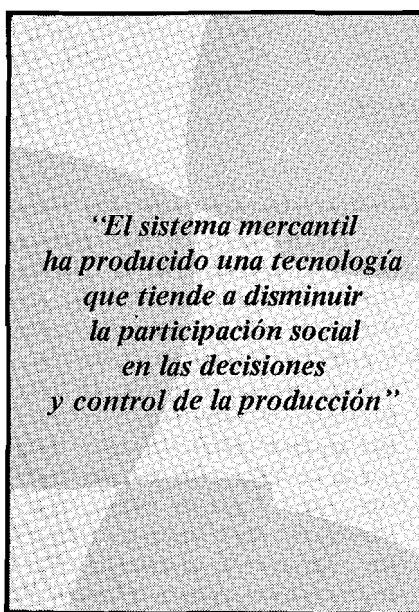 “El sistema mercantil
ha producido una tecnología
que tiende a disminuir
la participación social
en las decisiones
y control de la producción”